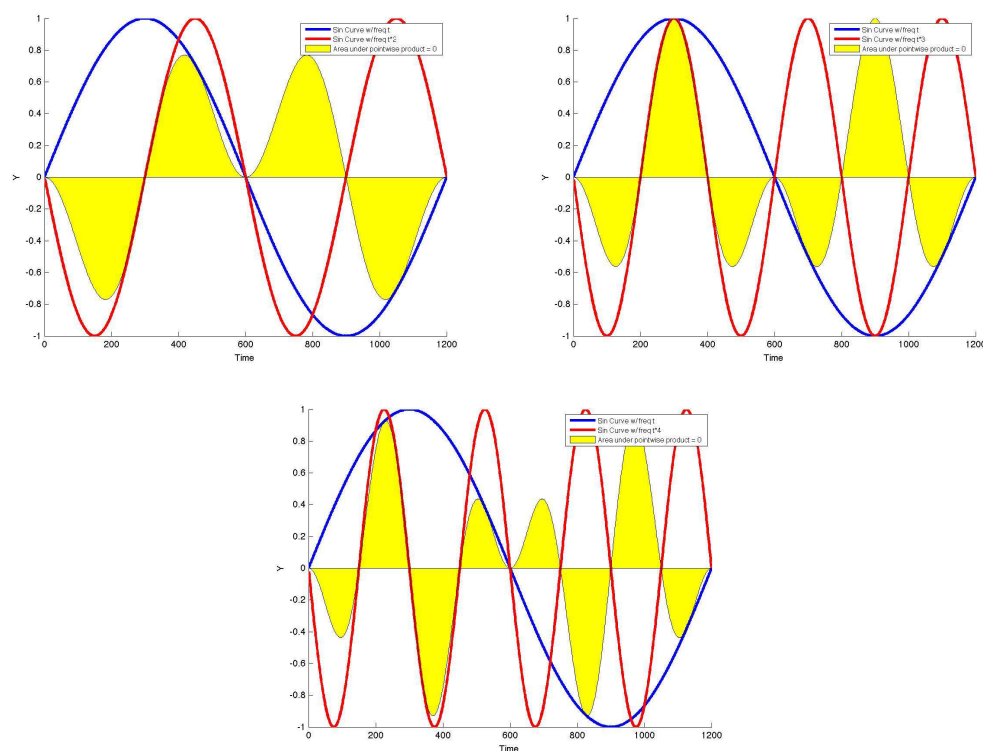 1
0.8
0.6
0.4
0.2
0
-0.2
-0.4
-0.6
-0.8
-1
Y
0 200 400 600 800 1000 1200
Time
Sin Curve w/freq t
Sin Curve w/freq t*2
Area under pointwise product = 0
1
0.8
0.6
0.4
0.2
0
-0.2
-0.4
-0.6
-0.8
-1
Y
0 200 400 600 800 1000 1200
Time
Sin Curve w/freq t
Sin Curve w/freq t*3
Area under pointwise product = 0
1
0.8
0.6
0.4
0.2
0
-0.2
-0.4
-0.6
-0.8
-1
Y
0 200 400 600 800 1000 1200
Time
Sin Curve w/freq t
Sin Curve w/freq t*4
Area under pointwise product = 0